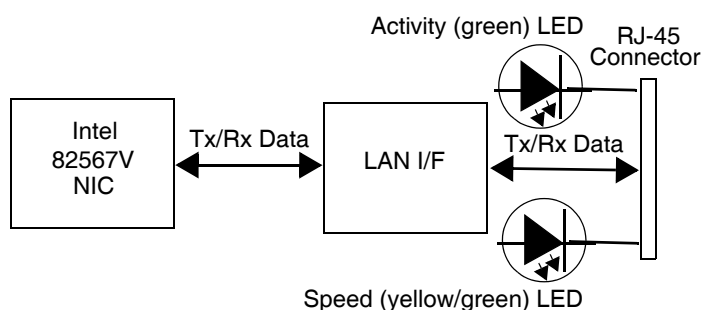 Activity (green) LED
RJ-45
Connector
Intel
82567V
NIC
Tx/Rx Data
LAN I/F
Tx/Rx Data
Speed (yellow/green) LED